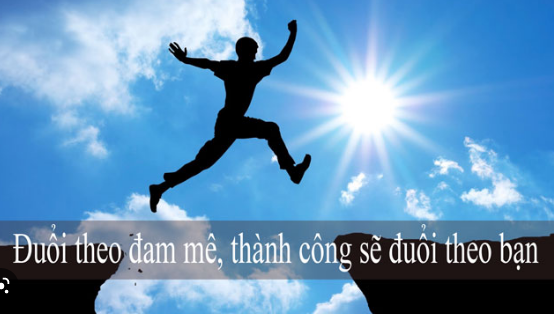 Đuổi theo đam mê, thành công sẽ đuổi theo bạn